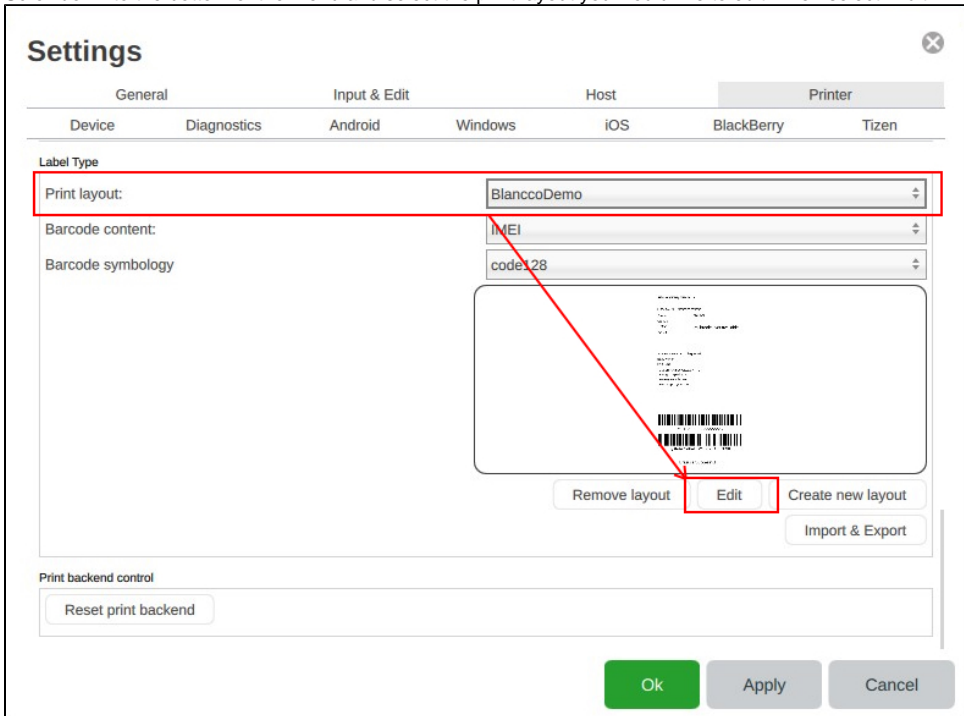 Settings
General Input & Edit Host Printer
Device Diagnostics Android Windows iOS BlackBerry Tizen
Label Type
Print layout: BlanccoDemo
Barcode content: IMEI
Barcode symbology code128
Remove layout Edit Create new layout
Import & Export
Print backend control
Reset print backend
Ok Apply Cancel